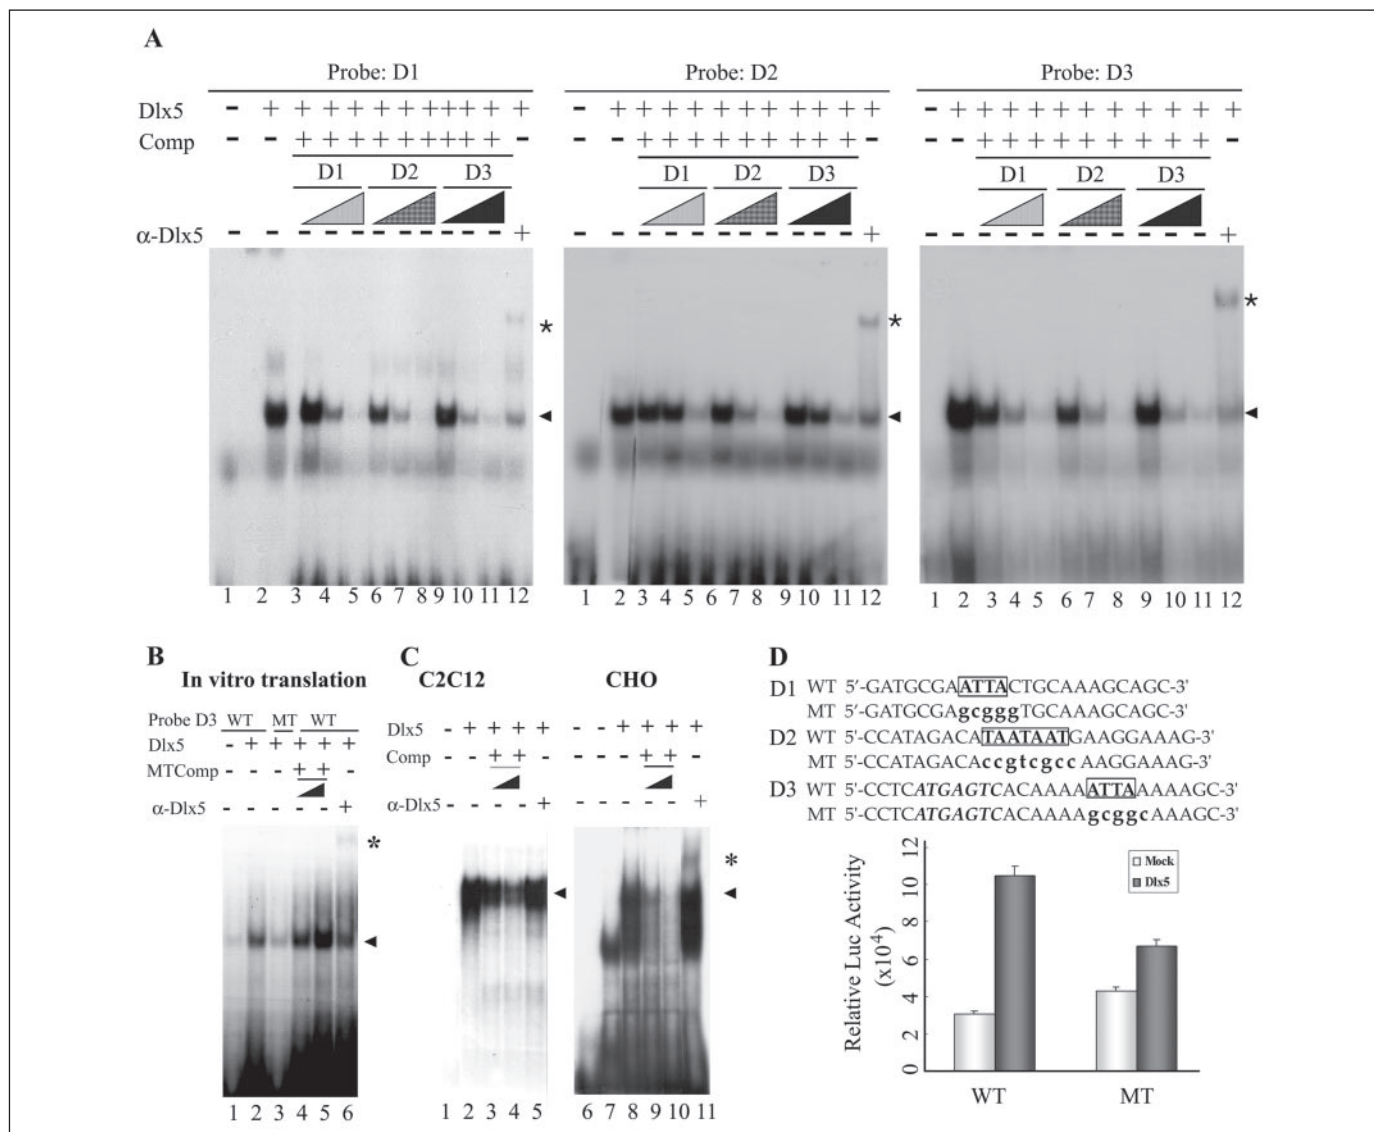 A
Probe: D1
Probe: D2
Probe: D3
Dlx5 - + + + + + + + + + + +
- + + + + + + + + + + +
- + + + + + + + + + + +
Comp - - + + + + + + + + + -
- - + + + + + + + + + -
- - + + + + + + + + + -
D1 D2 D3
D1 D2 D3
D1 D2 D3
α-Dlx5 - - - - - - - - - - - +
- - - - - - - - - - - +
- - - - - - - - - - - +
*
*
*
1 2 3 4 5 6 7 8 9 10 11 12
1 2 3 4 5 6 7 8 9 10 11 12
1 2 3 4 5 6 7 8 9 10 11 12
B
In vitro translation
Probe D3 WT MT WT
Dlx5 - + + + + +
MTComp - - - + + -
α-Dlx5 - - - - - +
*
1 2 3 4 5 6
C
C2C12
CHO
Dlx5 - + + + +
- - + + + +
Comp - - + + -
- - - + + -
α-Dlx5 - - - - +
- - - - - +
*
1 2 3 4 5
6 7 8 9 10 11
D
D1 WT 5'-GATGCGAATTACTGCAAAGCAGC-3'
MT 5'-GATGCGAgcgggTGCAAAGCAGC-3'
D2 WT 5'-CCATAGACATAATAATGAAGGAAAG-3'
MT 5'-CCATAGACAccgtcgccAAGGAAAG-3'
D3 WT 5'-CCTCATGAGTCACAAAAATTAAAAAGC-3'
MT 5'-CCTCATGAGTCACAAAAgcggcAAAGC-3'
Relative Luc Activity
(x10⁴)
12
10
8
6
4
2
0
Mock
Dlx5
WT
MT